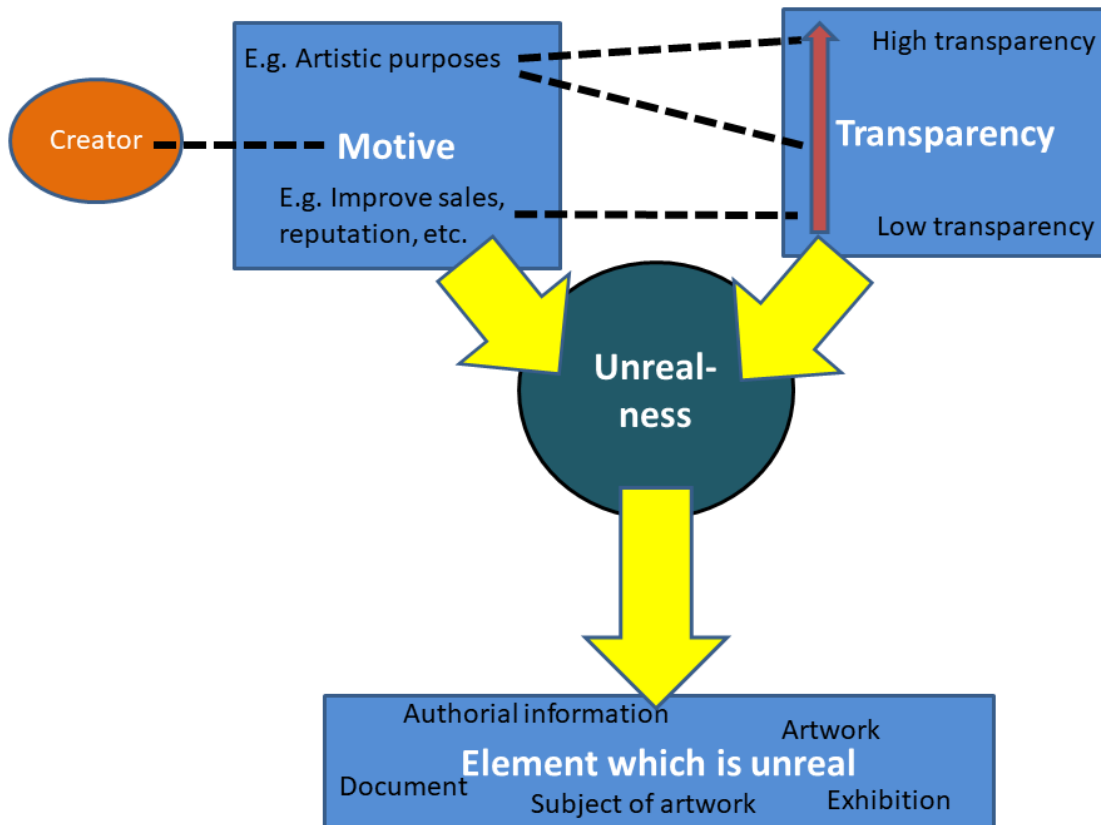 Creator
E.g. Artistic purposes
Motive
E.g. Improve sales,
reputation, etc.
High transparency
Transparency
Low transparency
Unreal-
ness
Authorial information
Artwork
Element which is unreal
Document
Subject of artwork
Exhibition